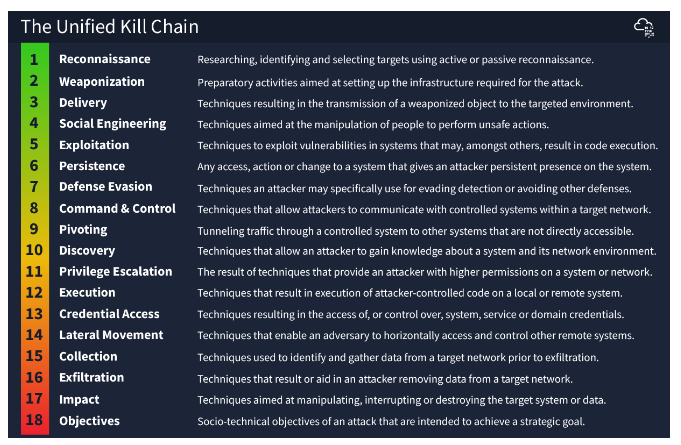 The Unified Kill Chain
1 Reconnaissance Researching, identifying and selecting targets using active or passive reconnaissance.
2 Weaponization Preparatory activities aimed at setting up the infrastructure required for the attack.
3 Delivery Techniques resulting in the transmission of a weaponized object to the targeted environment.
4 Social Engineering Techniques aimed at the manipulation of people to perform unsafe actions.
5 Exploitation Techniques to exploit vulnerabilities in systems that may, amongst others, result in code execution.
6 Persistence Any access, action or change to a system that gives an attacker persistent presence on the system.
7 Defense Evasion Techniques an attacker may specifically use for evading detection or avoiding other defenses.
8 Command & Control Techniques that allow attackers to communicate with controlled systems within a target network.
9 Pivoting Tunneling traffic through a controlled system to other systems that are not directly accessible.
10 Discovery Techniques that allow an attacker to gain knowledge about a system and its network environment.
11 Privilege Escalation The result of techniques that provide an attacker with higher permissions on a system or network.
12 Execution Techniques that result in execution of attacker-controlled code on a local or remote system.
13 Credential Access Techniques resulting in the access of, or control over, system, service or domain credentials.
14 Lateral Movement Techniques that enable an adversary to horizontally access and control other remote systems.
15 Collection Techniques used to identify and gather data from a target network prior to exfiltration.
16 Exfiltration Techniques that result or aid in an attacker removing data from a target network.
17 Impact Techniques aimed at manipulating, interrupting or destroying the target system or data.
18 Objectives Socio-technical objectives of an attack that are intended to achieve a strategic goal.